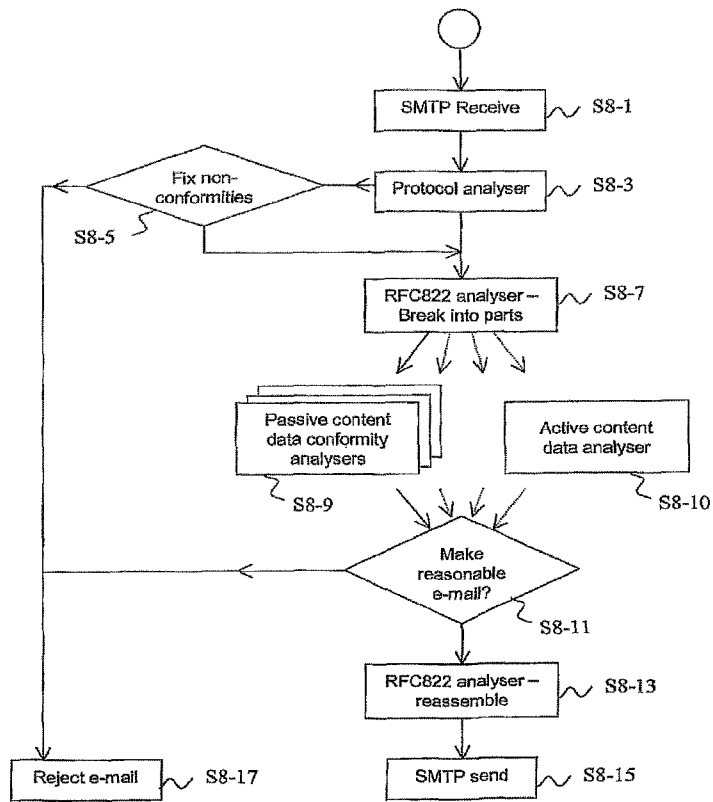 SMTP Receive
S8-1
Fix non-
conformities
Protocol analyser
S8-3
S8-5
RFC822 analyser –
Break into parts
S8-7
Passive content
data conformity
analysers
Active content
data analyser
S8-9
S8-10
Make
reasonable
e-mail?
S8-11
RFC822 analyser –
reassemble
S8-13
Reject e-mail
S8-17
SMTP send
S8-15